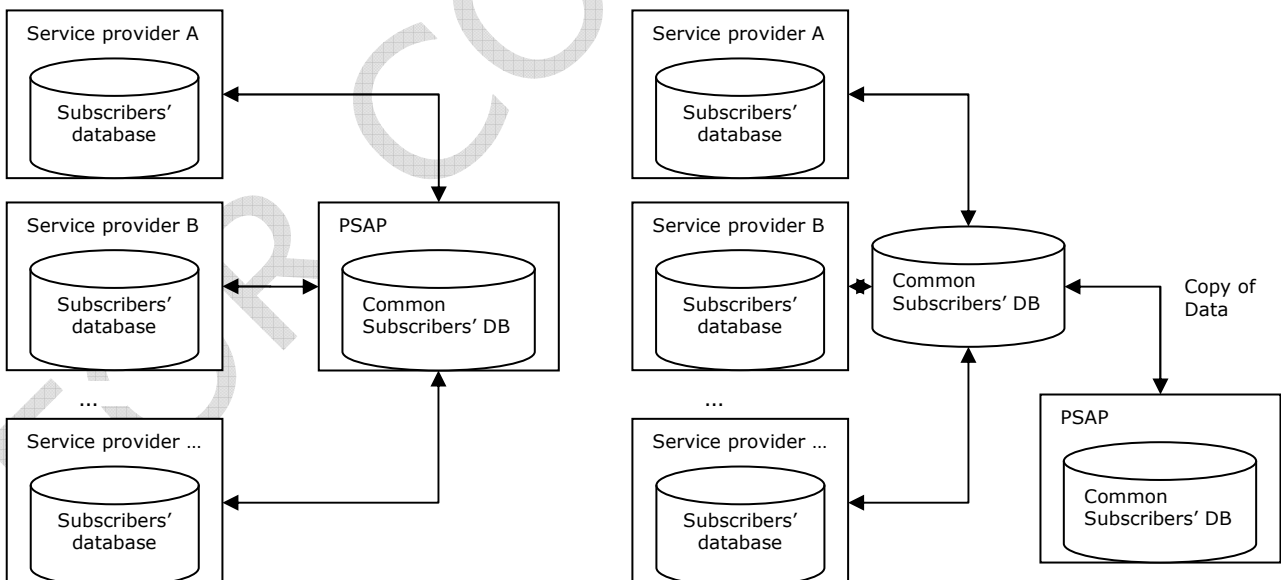 Service provider A
Subscribers’
database
Service provider B
Subscribers’
database
...
Service provider ...
Subscribers’
database
PSAP
Common
Subscribers’ DB
Service provider A
Subscribers’
database
Service provider B
Subscribers’
database
...
Service provider ...
Subscribers’
database
Common
Subscribers’ DB
Copy of
Data
PSAP
Common
Subscribers’ DB